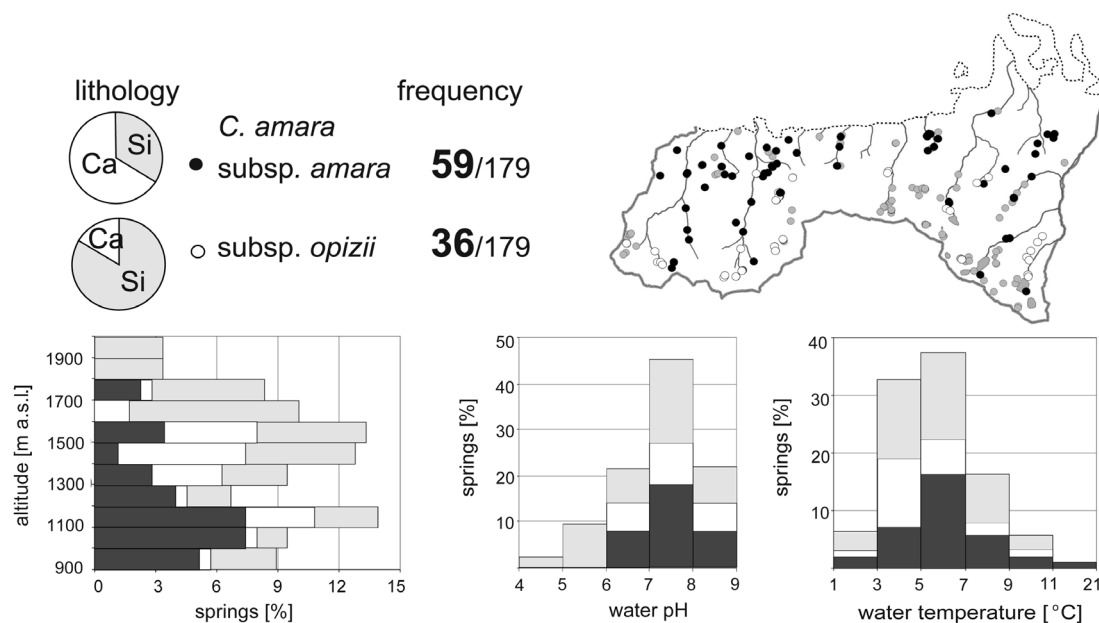 lithology
frequency
Si
Ca
C. amara
subsp. amara
59/179
Ca
Si
subsp. opizii
36/179
altitude [m a.s.l.]
1900
1700
1500
1300
1100
900
0 3 6 9 12 15
springs [%]
springs [%]
50
40
30
20
10
4 5 6 7 8 9
water pH
springs [%]
40
30
20
10
1 3 5 7 9 11 21
water temperature [°C]